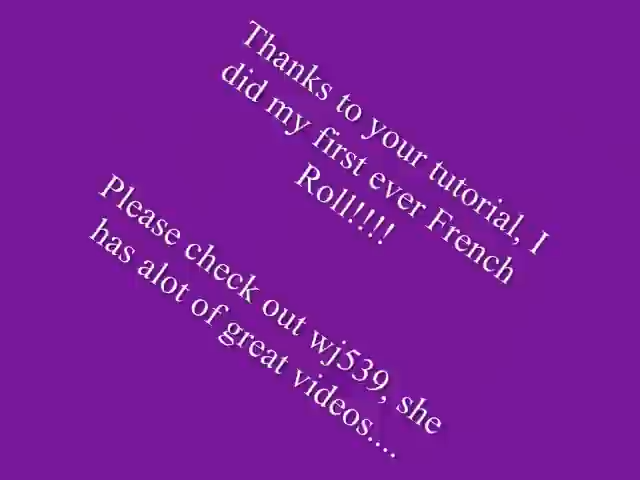 Thanks to your tutorial, I
did my first ever French
Roll!!!!
Please check out wj539, she
has alot of great videos....